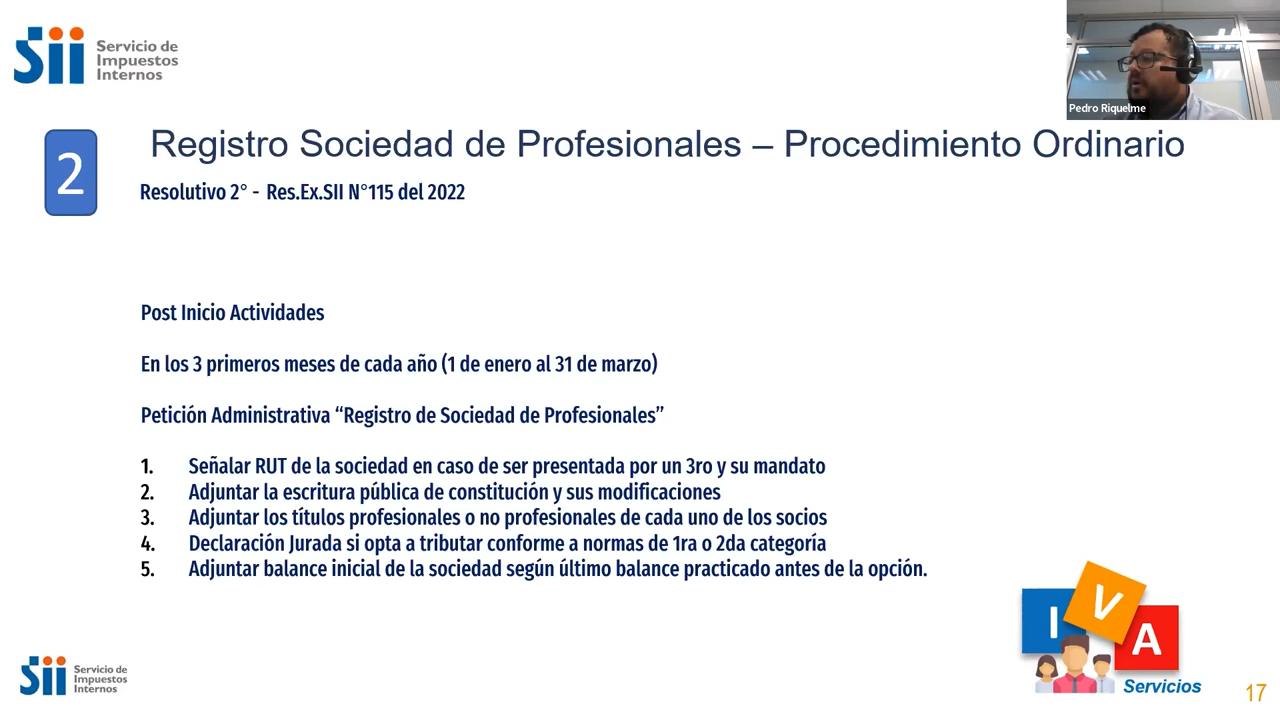 Sii Servicio de
Impuestos
Internos
Pedro Riquelme
2
Registro Sociedad de Profesionales – Procedimiento Ordinario
Resolutivo 2° - Res.Ex.SII N°115 del 2022
Post Inicio Actividades
En los 3 primeros meses de cada año (1 de enero al 31 de marzo)
Petición Administrativa “Registro de Sociedad de Profesionales”
1. Señalar RUT de la sociedad en caso de ser presentada por un 3ro y su mandato
2. Adjuntar la escritura pública de constitución y sus modificaciones
3. Adjuntar los títulos profesionales o no profesionales de cada uno de los socios
4. Declaración Jurada si opta a tributar conforme a normas de 1ra o 2da categoría
5. Adjuntar balance inicial de la sociedad según último balance practicado antes de la opción.
IVA
Servicios
Sii Servicio de
Impuestos
Internos
17